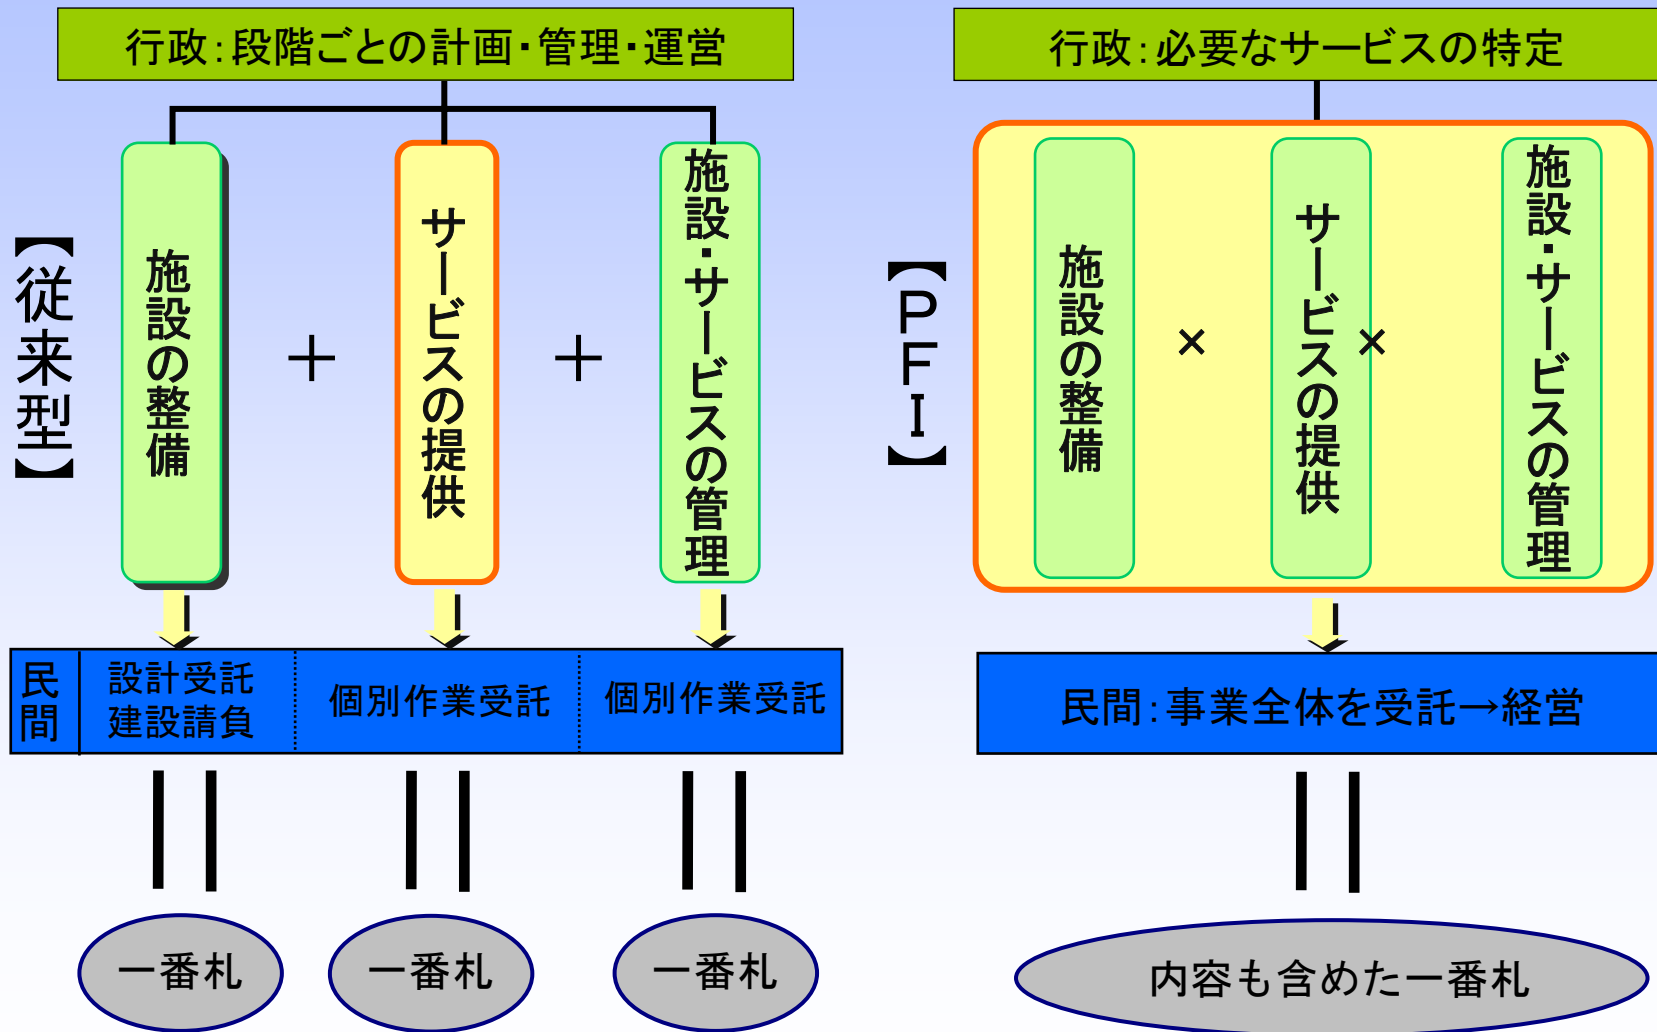 行政：段階ごとの計画・管理・運営
【従来型】
施設の整備
＋
サービスの提供
＋
施設・サービスの管理
民間
設計受託
建設請負
個別作業受託
個別作業受託
一番札
一番札
一番札
行政：必要なサービスの特定
【ＰＦＩ】
施設の整備
×
サービスの提供
×
施設・サービスの管理
民間：事業全体を受託→経営
内容も含めた一番札